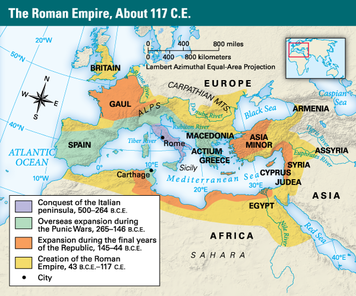 The Roman Empire, About 117 C.E.
0 400 800 miles
0 400 800 kilometers
Lambert Azimuthal Equal-Area Projection
20°W
50°N
10°W
N
W
E
S
40°N
BRITAIN
EUROPE
GAUL
ALPS
CARPATHIAN MTS.
Caspian Sea
Black Sea
ARMENIA
Rubicon River
ATLANTIC
OCEAN
SPAIN
Tiber River
Rome
MACEDONIA
ACTIUM
GREECE
ASIA
MINOR
ASSYRIA
SYRIA
Sicily
Carthage
CYPRUS
JUDEA
Mediterranean Sea
10°E
20°E
30°E
ASIA
EGYPT
Nile River
Red Sea
AFRICA
SAHARA
40°E
Conquest of the Italian
peninsula, 500–264 B.C.E.
Overseas expansion during
the Punic Wars, 265–146 B.C.E.
Expansion during the final years
of the Republic, 145–44 B.C.E.
Creation of the Roman
Empire, 43 B.C.E.–117 C.E.
City